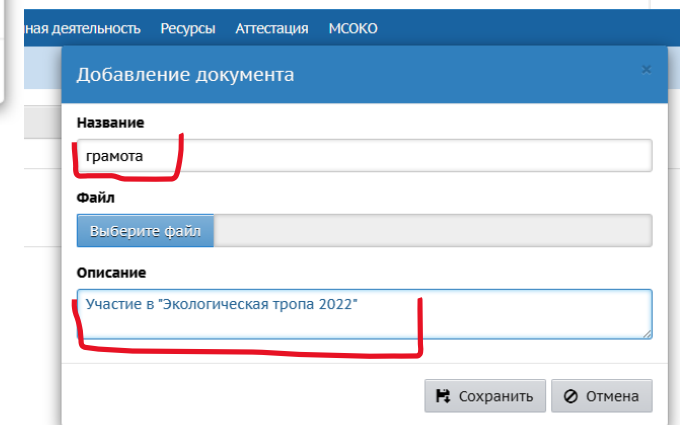 ная деятельность Ресурсы Аттестация МСОКО
Добавление документа ×
Название
грамота
Файл
Выберите файл
Описание
Участие в "Экологическая тропа 2022"
Сохранить Отмена